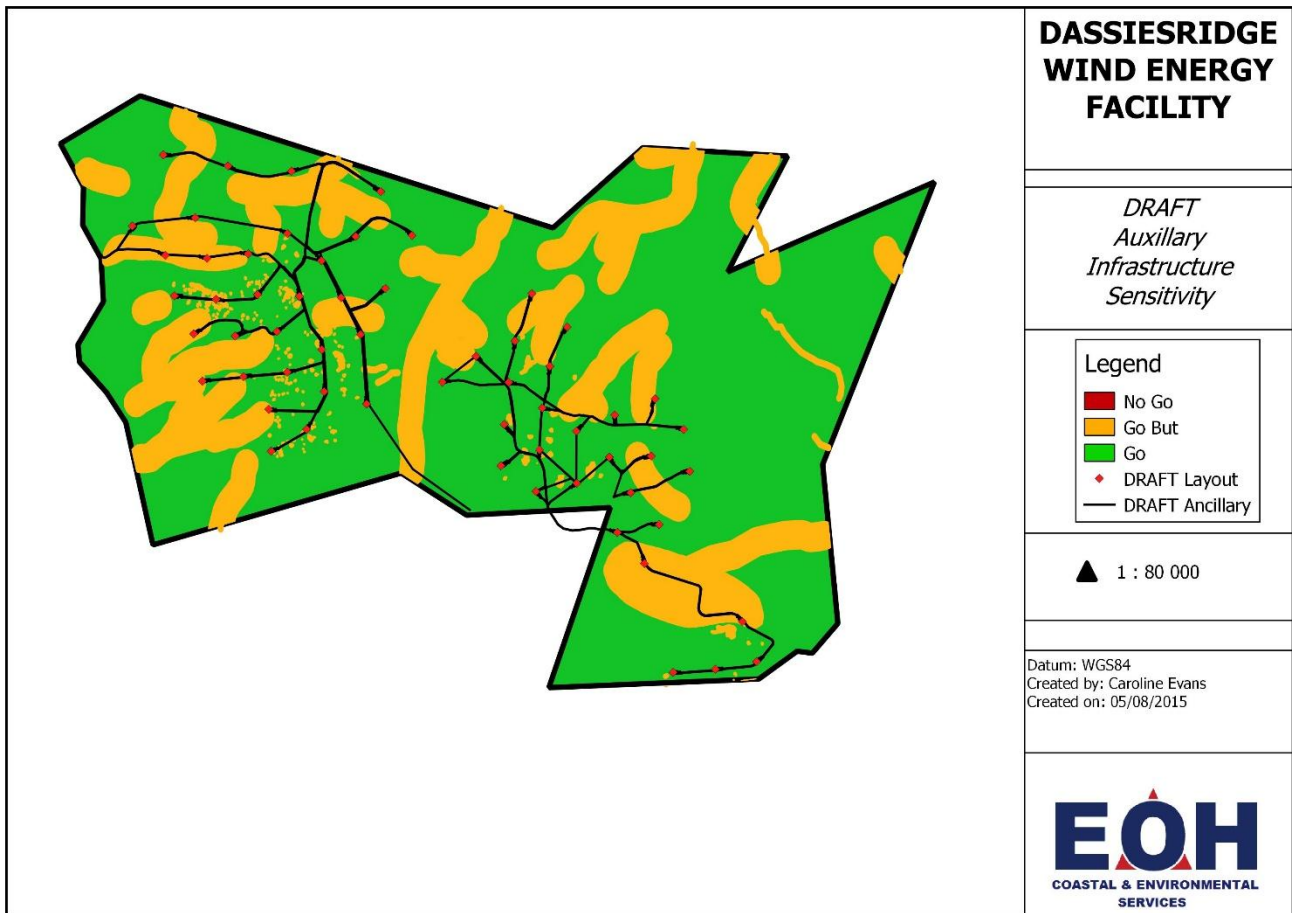 DASSIESRIDGE
WIND ENERGY
FACILITY
DRAFT
Auxillary
Infrastructure
Sensitivity
Legend
No Go
Go But
Go
DRAFT Layout
DRAFT Ancillary
1 : 80 000
Datum: WGS84
Created by: Caroline Evans
Created on: 05/08/2015
EOH
COASTAL & ENVIRONMENTAL
SERVICES